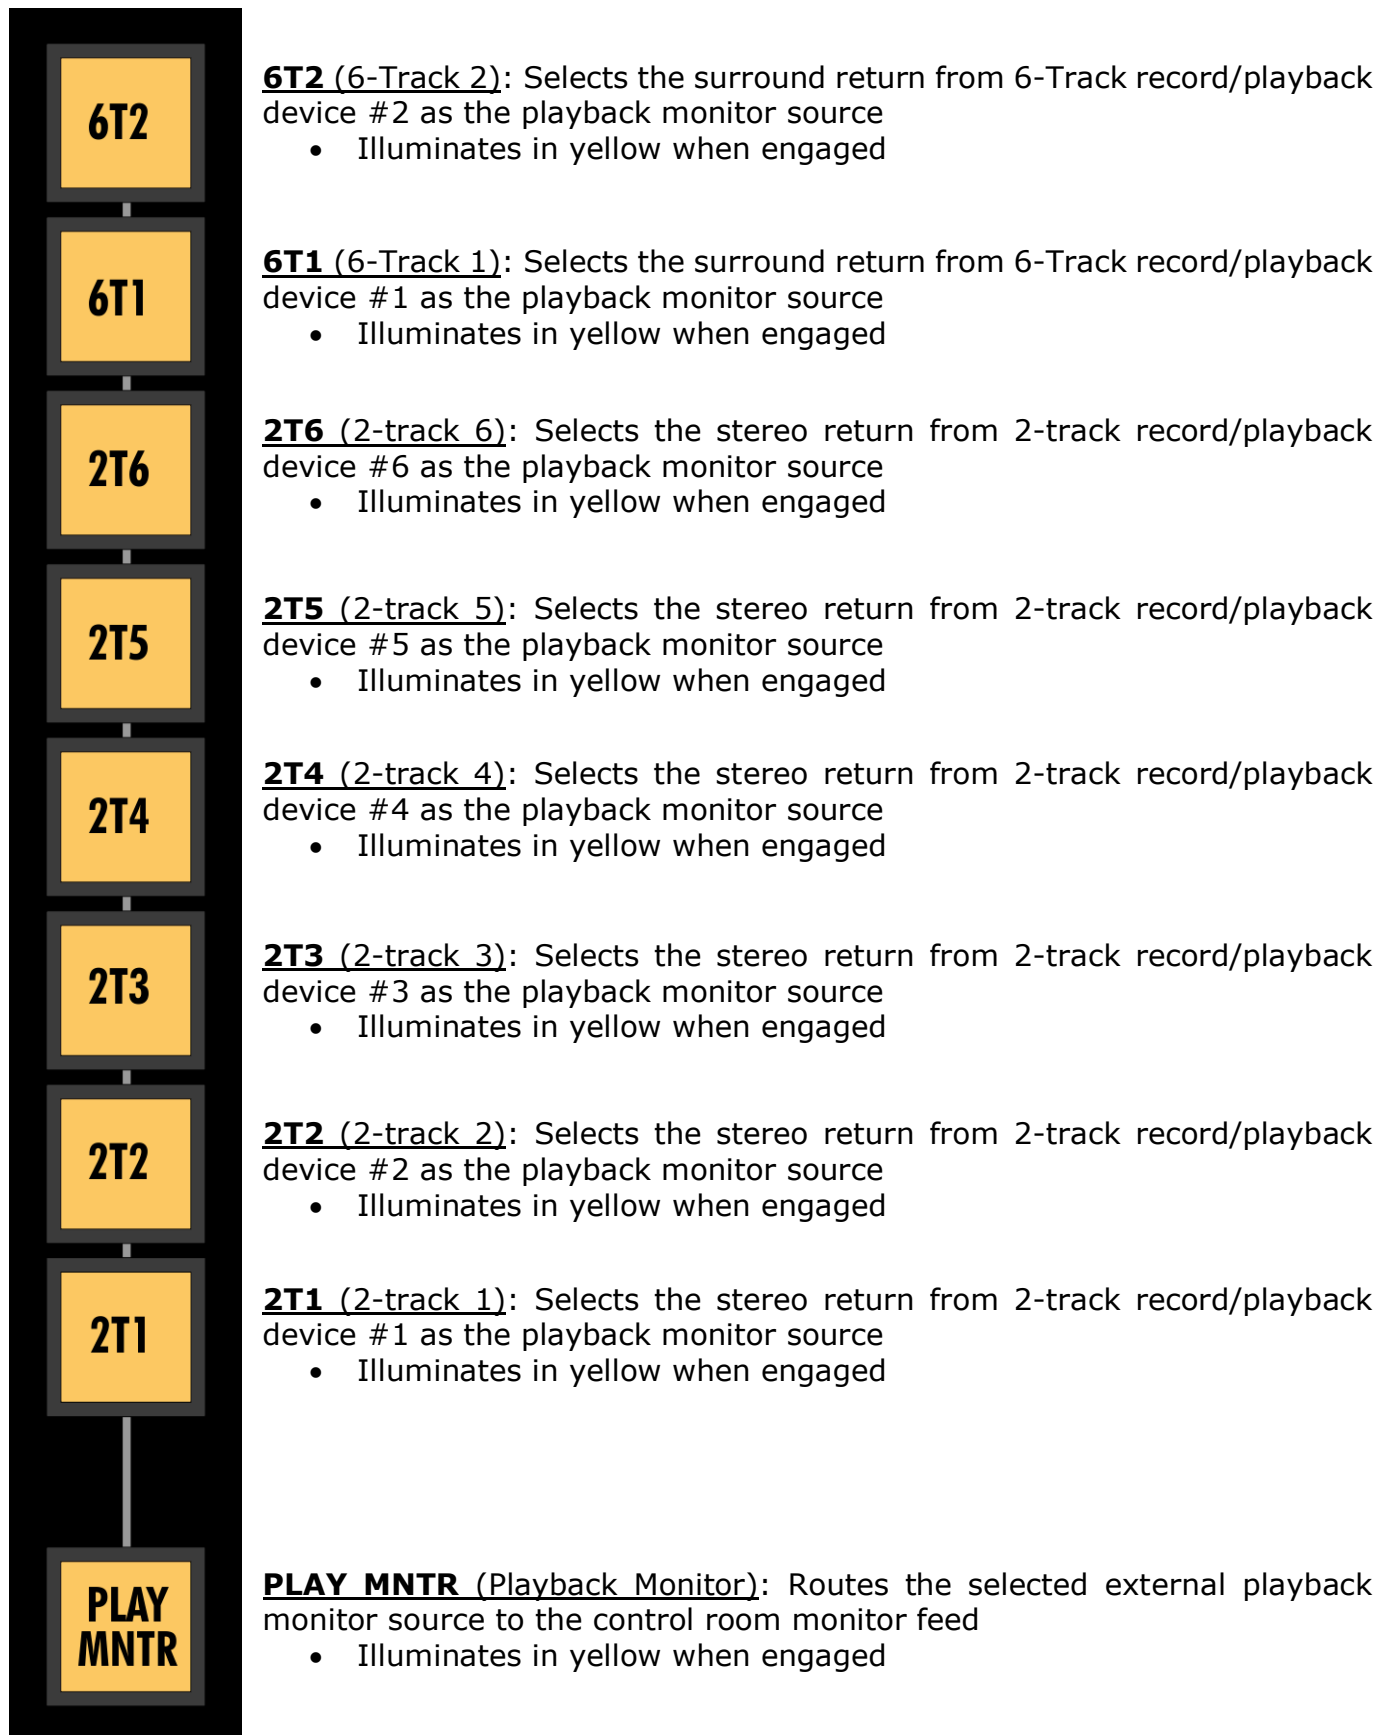 6T2
6T2 (6-Track 2): Selects the surround return from 6-Track record/playback
device #2 as the playback monitor source
• Illuminates in yellow when engaged
6T1
6T1 (6-Track 1): Selects the surround return from 6-Track record/playback
device #1 as the playback monitor source
• Illuminates in yellow when engaged
2T6
2T6 (2-track 6): Selects the stereo return from 2-track record/playback
device #6 as the playback monitor source
• Illuminates in yellow when engaged
2T5
2T5 (2-track 5): Selects the stereo return from 2-track record/playback
device #5 as the playback monitor source
• Illuminates in yellow when engaged
2T4
2T4 (2-track 4): Selects the stereo return from 2-track record/playback
device #4 as the playback monitor source
• Illuminates in yellow when engaged
2T3
2T3 (2-track 3): Selects the stereo return from 2-track record/playback
device #3 as the playback monitor source
• Illuminates in yellow when engaged
2T2
2T2 (2-track 2): Selects the stereo return from 2-track record/playback
device #2 as the playback monitor source
• Illuminates in yellow when engaged
2T1
2T1 (2-track 1): Selects the stereo return from 2-track record/playback
device #1 as the playback monitor source
• Illuminates in yellow when engaged
PLAY
MNTR
PLAY MNTR (Playback Monitor): Routes the selected external playback
monitor source to the control room monitor feed
• Illuminates in yellow when engaged